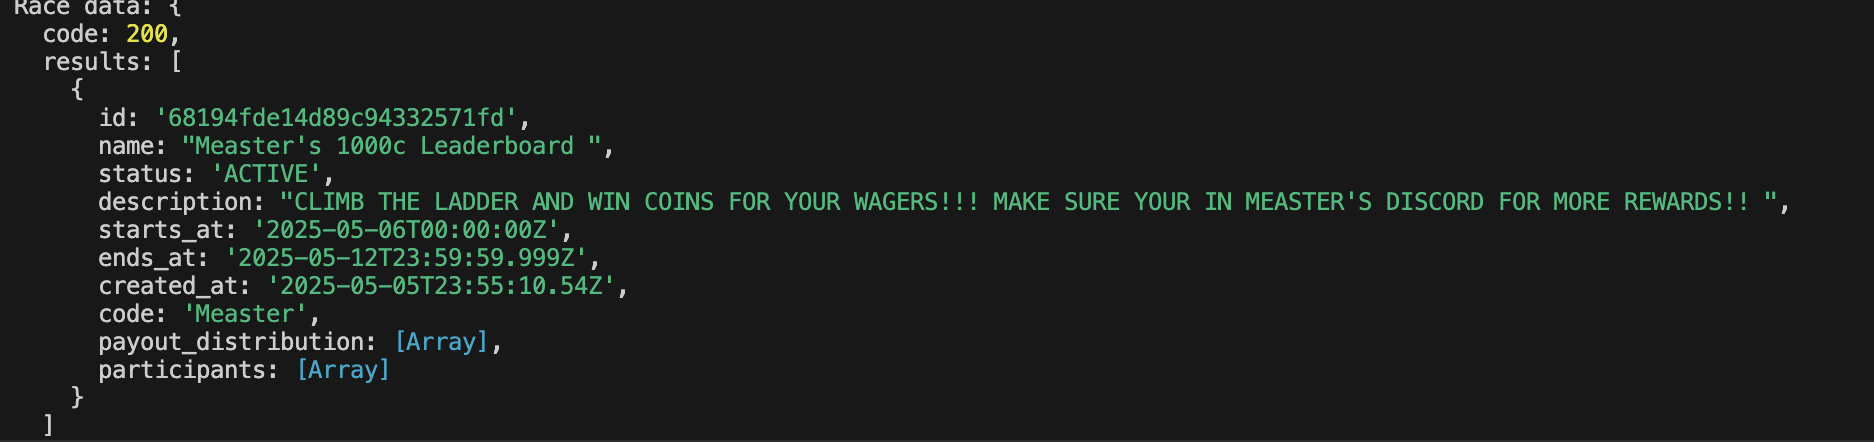 Race data: {
code: 200,
results: [
{
id: '68194fde14d89c94332571fd',
name: "Measter's 1000c Leaderboard ",
status: 'ACTIVE',
description: "CLIMB THE LADDER AND WIN COINS FOR YOUR WAGERS!!! MAKE SURE YOUR IN MEASTER'S DISCORD FOR MORE REWARDS!! ",
starts_at: '2025-05-06T00:00:00Z',
ends_at: '2025-05-12T23:59:59.999Z',
created_at: '2025-05-05T23:55:10.54Z',
code: 'Measter',
payout_distribution: [Array],
participants: [Array]
}
]